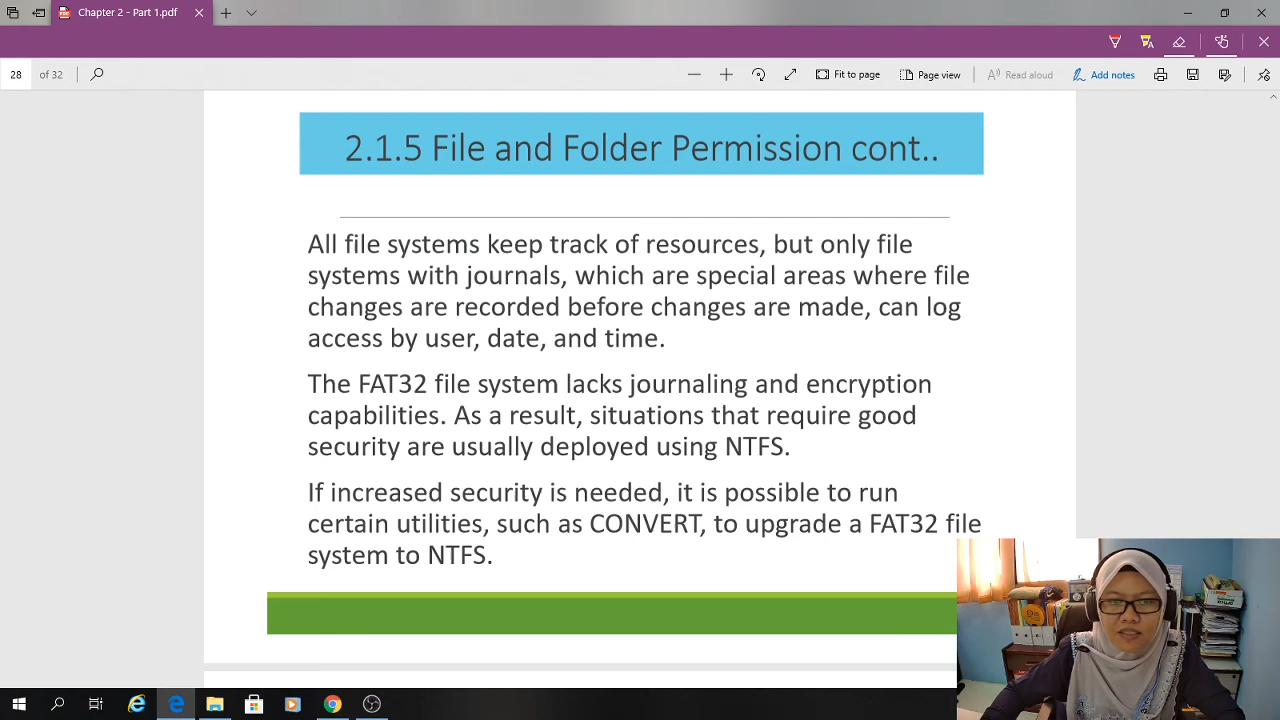 Chapter 2 - Part 1.pdf
28 of 32
Fit to page
Page view
Read aloud
Add notes
2.1.5 File and Folder Permission cont..
All file systems keep track of resources, but only file
systems with journals, which are special areas where file
changes are recorded before changes are made, can log
access by user, date, and time.
The FAT32 file system lacks journaling and encryption
capabilities. As a result, situations that require good
security are usually deployed using NTFS.
If increased security is needed, it is possible to run
certain utilities, such as CONVERT, to upgrade a FAT32 file
system to NTFS.